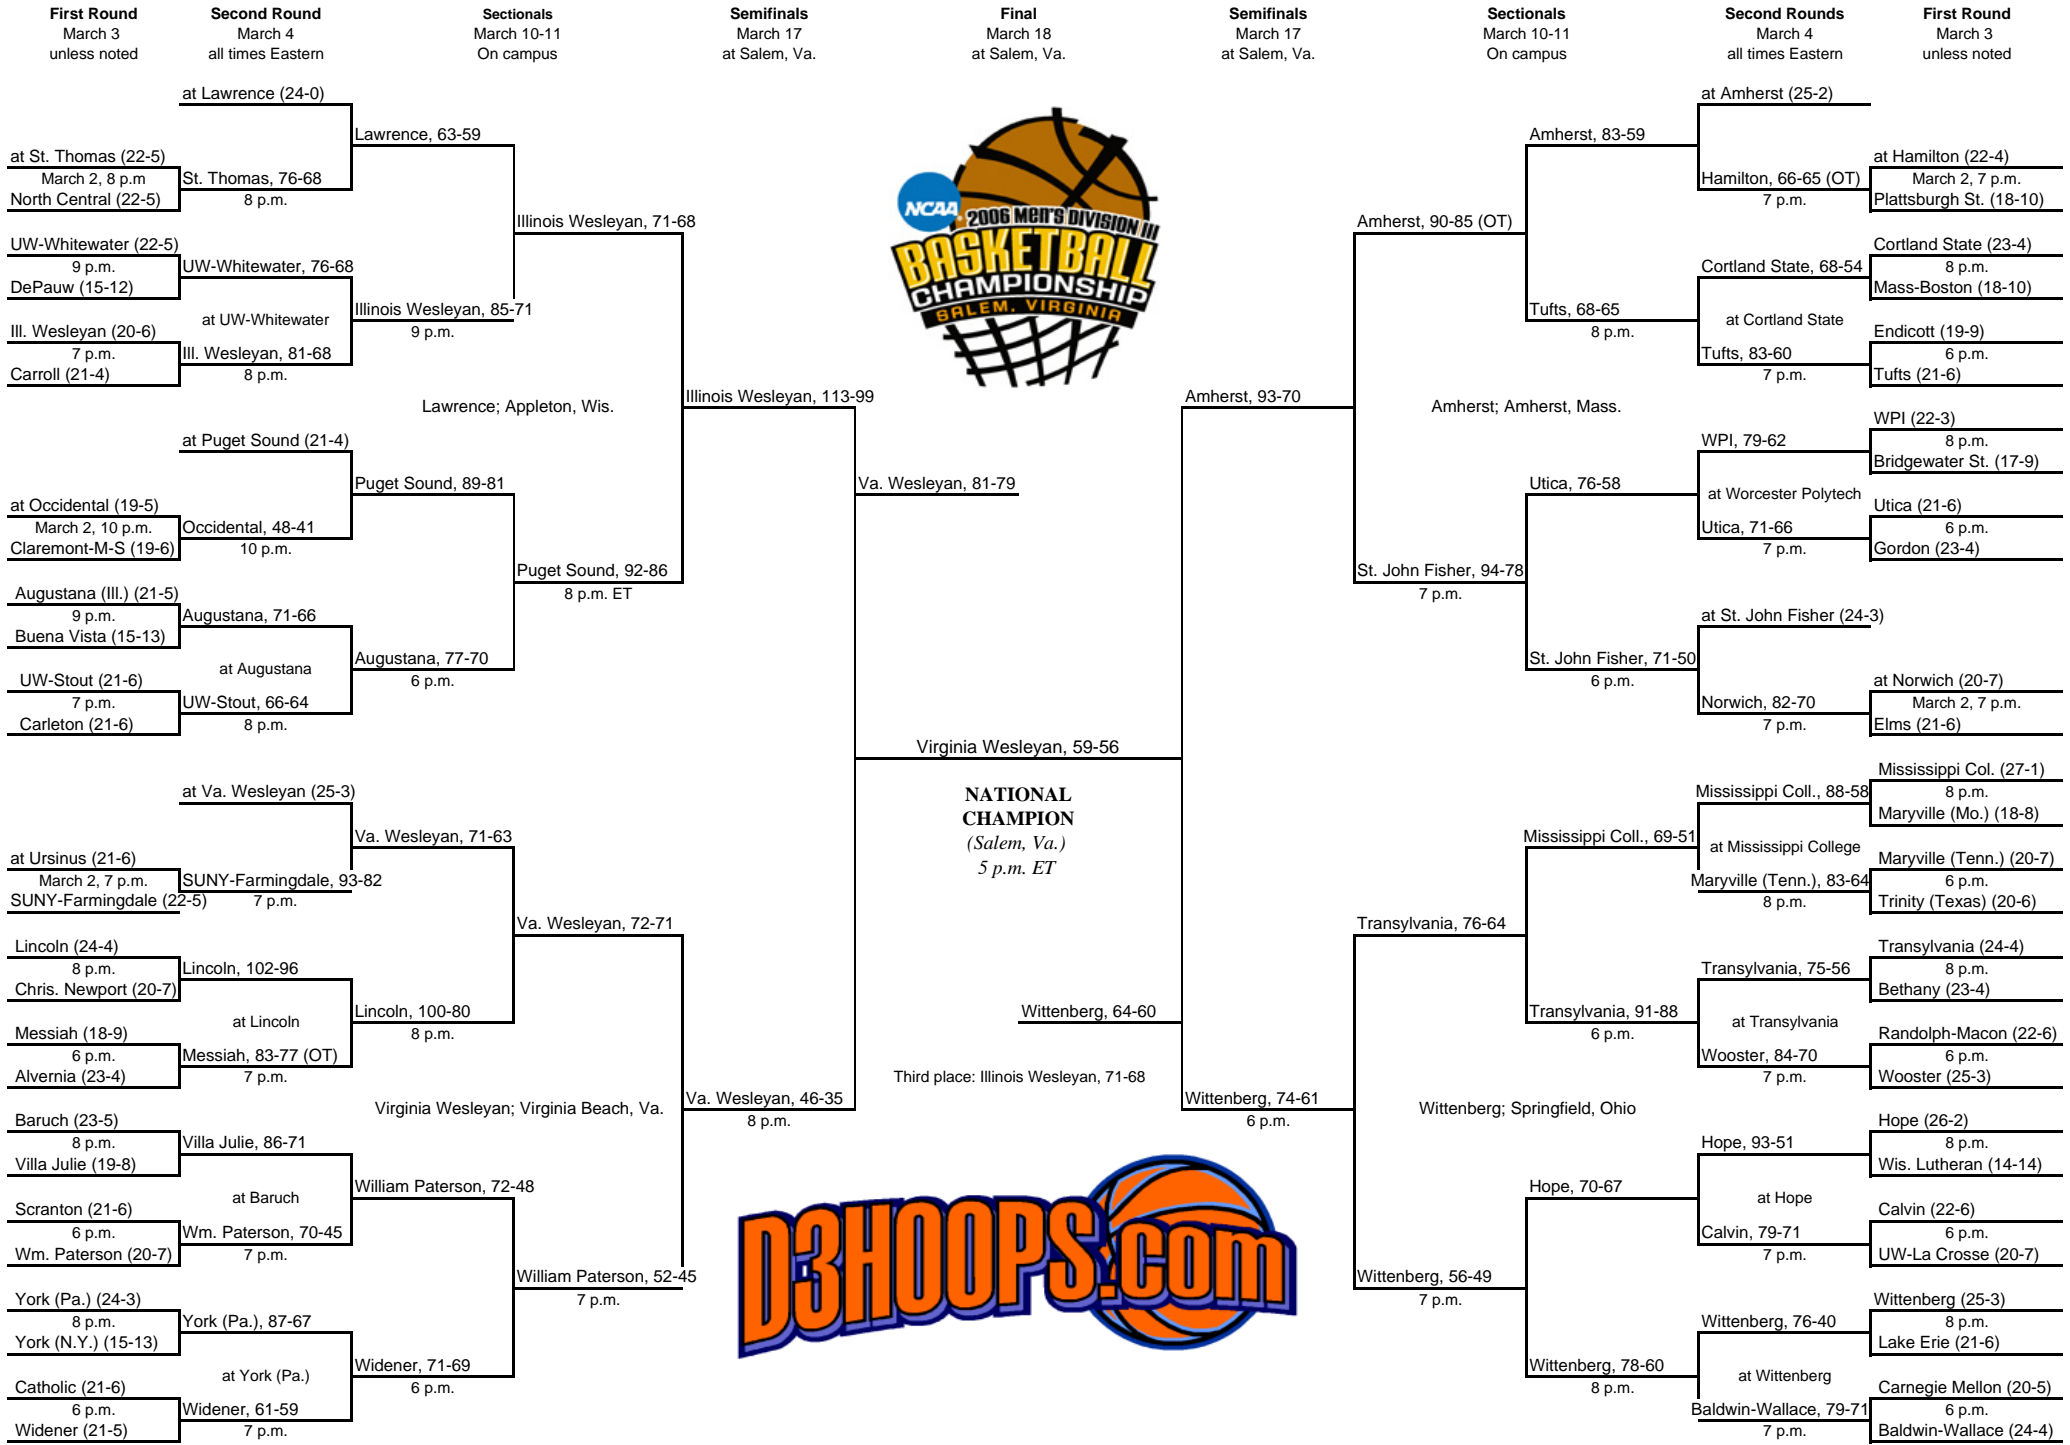 First Round
March 3
unless noted
Second Round
March 4
all times Eastern
Sectionals
March 10-11
On campus
Semifinals
March 17
at Salem, Va.
Final
March 18
at Salem, Va.
Semifinals
March 17
at Salem, Va.
Sectionals
March 10-11
On campus
Second Rounds
March 4
all times Eastern
First Round
March 3
unless noted
at St. Thomas (22-5)
March 2, 8 p.m
North Central (22-5)
UW-Whitewater (22-5)
9 p.m.
DePauw (15-12)
Ill. Wesleyan (20-6)
7 p.m.
Carroll (21-4)
at Occidental (19-5)
March 2, 10 p.m.
Claremont-M-S (19-6)
Augustana (Ill.) (21-5)
9 p.m.
Buena Vista (15-13)
UW-Stout (21-6)
7 p.m.
Carleton (21-6)
at Ursinus (21-6)
March 2, 7 p.m.
SUNY-Farmingdale (22-5)
Lincoln (24-4)
8 p.m.
Chris. Newport (20-7)
Messiah (18-9)
6 p.m.
Alvernia (23-4)
Baruch (23-5)
8 p.m.
Villa Julie (19-8)
Scranton (21-6)
6 p.m.
Wm. Paterson (20-7)
York (Pa.) (24-3)
8 p.m.
York (N.Y.) (15-13)
Catholic (21-6)
6 p.m.
Widener (21-5)
at Lawrence (24-0)
St. Thomas, 76-68
8 p.m.
UW-Whitewater, 76-68
at UW-Whitewater
Ill. Wesleyan, 81-68
8 p.m.
at Puget Sound (21-4)
Occidental, 48-41
10 p.m.
Augustana, 71-66
at Augustana
UW-Stout, 66-64
8 p.m.
at Va. Wesleyan (25-3)
SUNY-Farmingdale, 93-82
7 p.m.
Lincoln, 102-96
at Lincoln
Messiah, 83-77 (OT)
7 p.m.
Villa Julie, 86-71
at Baruch
Wm. Paterson, 70-45
7 p.m.
York (Pa.), 87-67
at York (Pa.)
Widener, 61-59
7 p.m.
Lawrence, 63-59
Illinois Wesleyan, 85-71
9 p.m.
Lawrence; Appleton, Wis.
Puget Sound, 89-81
Augustana, 77-70
6 p.m.
Va. Wesleyan, 71-63
Lincoln, 100-80
8 p.m.
Virginia Wesleyan; Virginia Beach, Va.
William Paterson, 72-48
Widener, 71-69
6 p.m.
Illinois Wesleyan, 71-68
Puget Sound, 92-86
8 p.m. ET
Va. Wesleyan, 72-71
William Paterson, 52-45
7 p.m.
Illinois Wesleyan, 113-99
Va. Wesleyan, 46-35
8 p.m.
NCAA
2006 MEN'S DIVISION III
BASKETBALL
CHAMPIONSHIP
SALEM, VIRGINIA
Va. Wesleyan, 81-79
Virginia Wesleyan, 59-56
NATIONAL
CHAMPION
(Salem, Va.)
5 p.m. ET
Wittenberg, 64-60
Third place: Illinois Wesleyan, 71-68
D3HOOPS.com
Amherst, 93-70
Wittenberg, 74-61
6 p.m.
Amherst, 90-85 (OT)
St. John Fisher, 94-78
7 p.m.
Transylvania, 76-64
Wittenberg, 56-49
7 p.m.
Amherst, 83-59
Tufts, 68-65
8 p.m.
Amherst; Amherst, Mass.
Utica, 76-58
St. John Fisher, 71-50
6 p.m.
Mississippi Coll., 69-51
Transylvania, 91-88
6 p.m.
Wittenberg; Springfield, Ohio
Hope, 70-67
Wittenberg, 78-60
8 p.m.
at Amherst (25-2)
Hamilton, 66-65 (OT)
7 p.m.
Cortland State, 68-54
at Cortland State
Tufts, 83-60
7 p.m.
WPI, 79-62
at Worcester Polytech
Utica, 71-66
7 p.m.
at St. John Fisher (24-3)
Norwich, 82-70
7 p.m.
Mississippi Coll., 88-58
at Mississippi College
Maryville (Tenn.), 83-64
8 p.m.
Transylvania, 75-56
at Transylvania
Wooster, 84-70
7 p.m.
Hope, 93-51
at Hope
Calvin, 79-71
7 p.m.
Wittenberg, 76-40
at Wittenberg
Baldwin-Wallace, 79-71
7 p.m.
at Hamilton (22-4)
March 2, 7 p.m.
Plattsburgh St. (18-10)
Cortland State (23-4)
8 p.m.
Mass-Boston (18-10)
Endicott (19-9)
6 p.m.
Tufts (21-6)
WPI (22-3)
8 p.m.
Bridgewater St. (17-9)
Utica (21-6)
6 p.m.
Gordon (23-4)
at Norwich (20-7)
March 2, 7 p.m.
Elms (21-6)
Mississippi Col. (27-1)
8 p.m.
Maryville (Mo.) (18-8)
Maryville (Tenn.) (20-7)
6 p.m.
Trinity (Texas) (20-6)
Transylvania (24-4)
8 p.m.
Bethany (23-4)
Randolph-Macon (22-6)
6 p.m.
Wooster (25-3)
Hope (26-2)
8 p.m.
Wis. Lutheran (14-14)
Calvin (22-6)
6 p.m.
UW-La Crosse (20-7)
Wittenberg (25-3)
8 p.m.
Lake Erie (21-6)
Carnegie Mellon (20-5)
6 p.m.
Baldwin-Wallace (24-4)